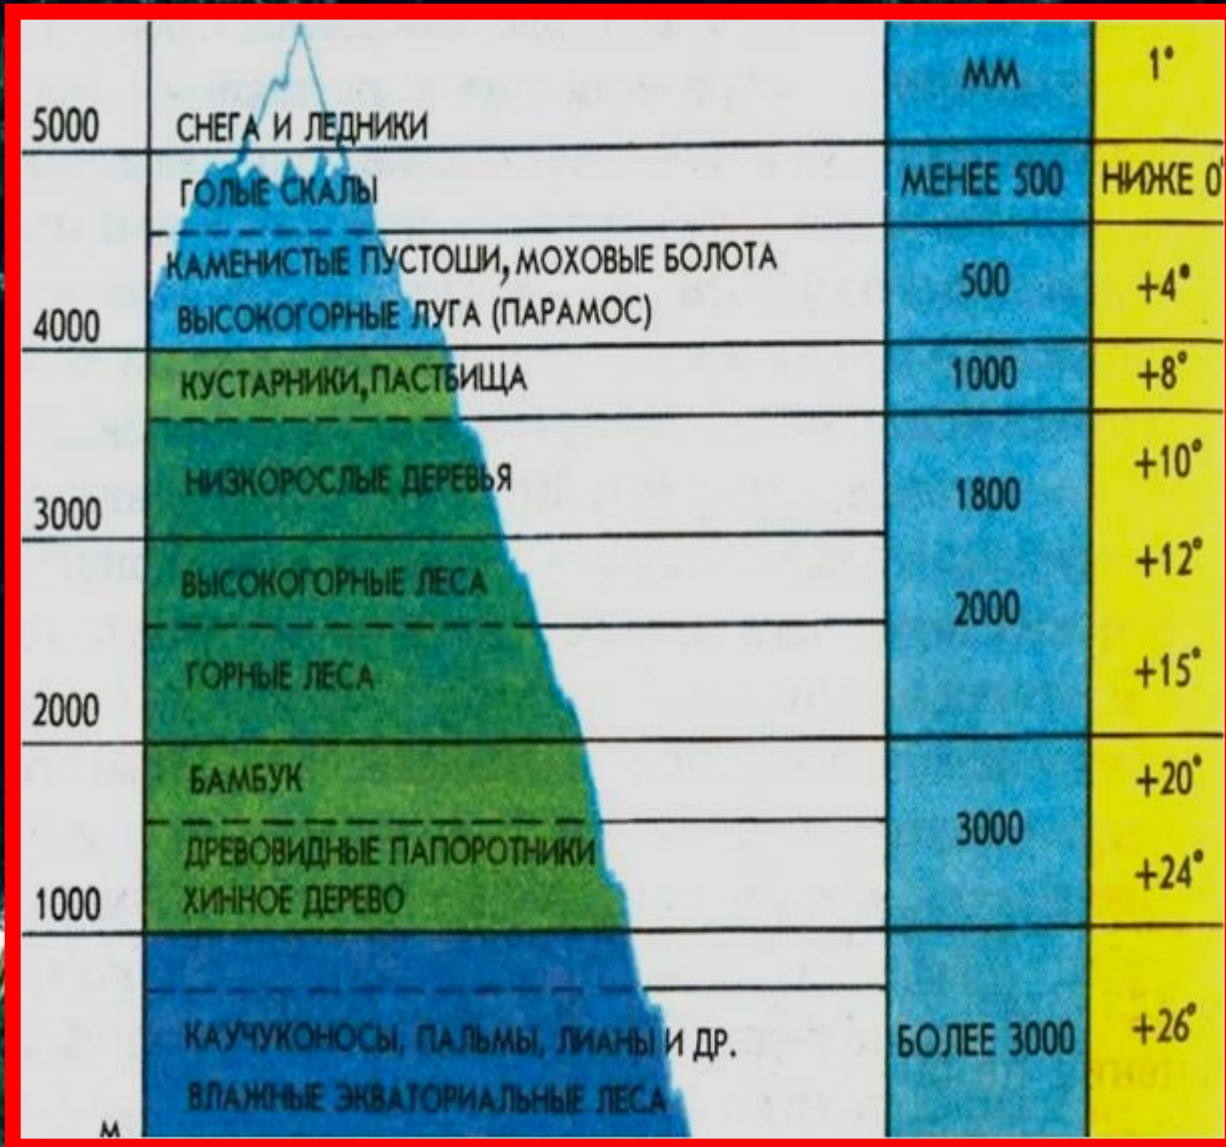 ММ 1°
5000 СНЕГА И ЛЕДНИКИ
ГОЛЫЕ СКАЛЫ МЕНЕЕ 500 НИЖЕ 0°
КАМЕНИСТЫЕ ПУСТОШИ, МОХОВЫЕ БОЛОТА 500 +4°
4000 ВЫСОКОГОРНЫЕ ЛУГА (ПАРАМОС)
КУСТАРНИКИ, ПАСТБИЩА 1000 +8°
НИЗКОРОСЛЫЕ ДЕРЕВЬЯ 1800 +10°
3000
ВЫСОКОГОРНЫЕ ЛЕСА 2000 +12°
ГОРНЫЕ ЛЕСА +15°
2000
БАМБУК +20°
ДРЕВОВИДНЫЕ ПАПОРОТНИКИ 3000 +24°
1000 ХИННОЕ ДЕРЕВО
КАУЧУКОНОСЫ, ПАЛЬМЫ, ЛИАНЫ И ДР. БОЛЕЕ 3000 +26°
ВЛАЖНЫЕ ЭКВАТОРИАЛЬНЫЕ ЛЕСА
М